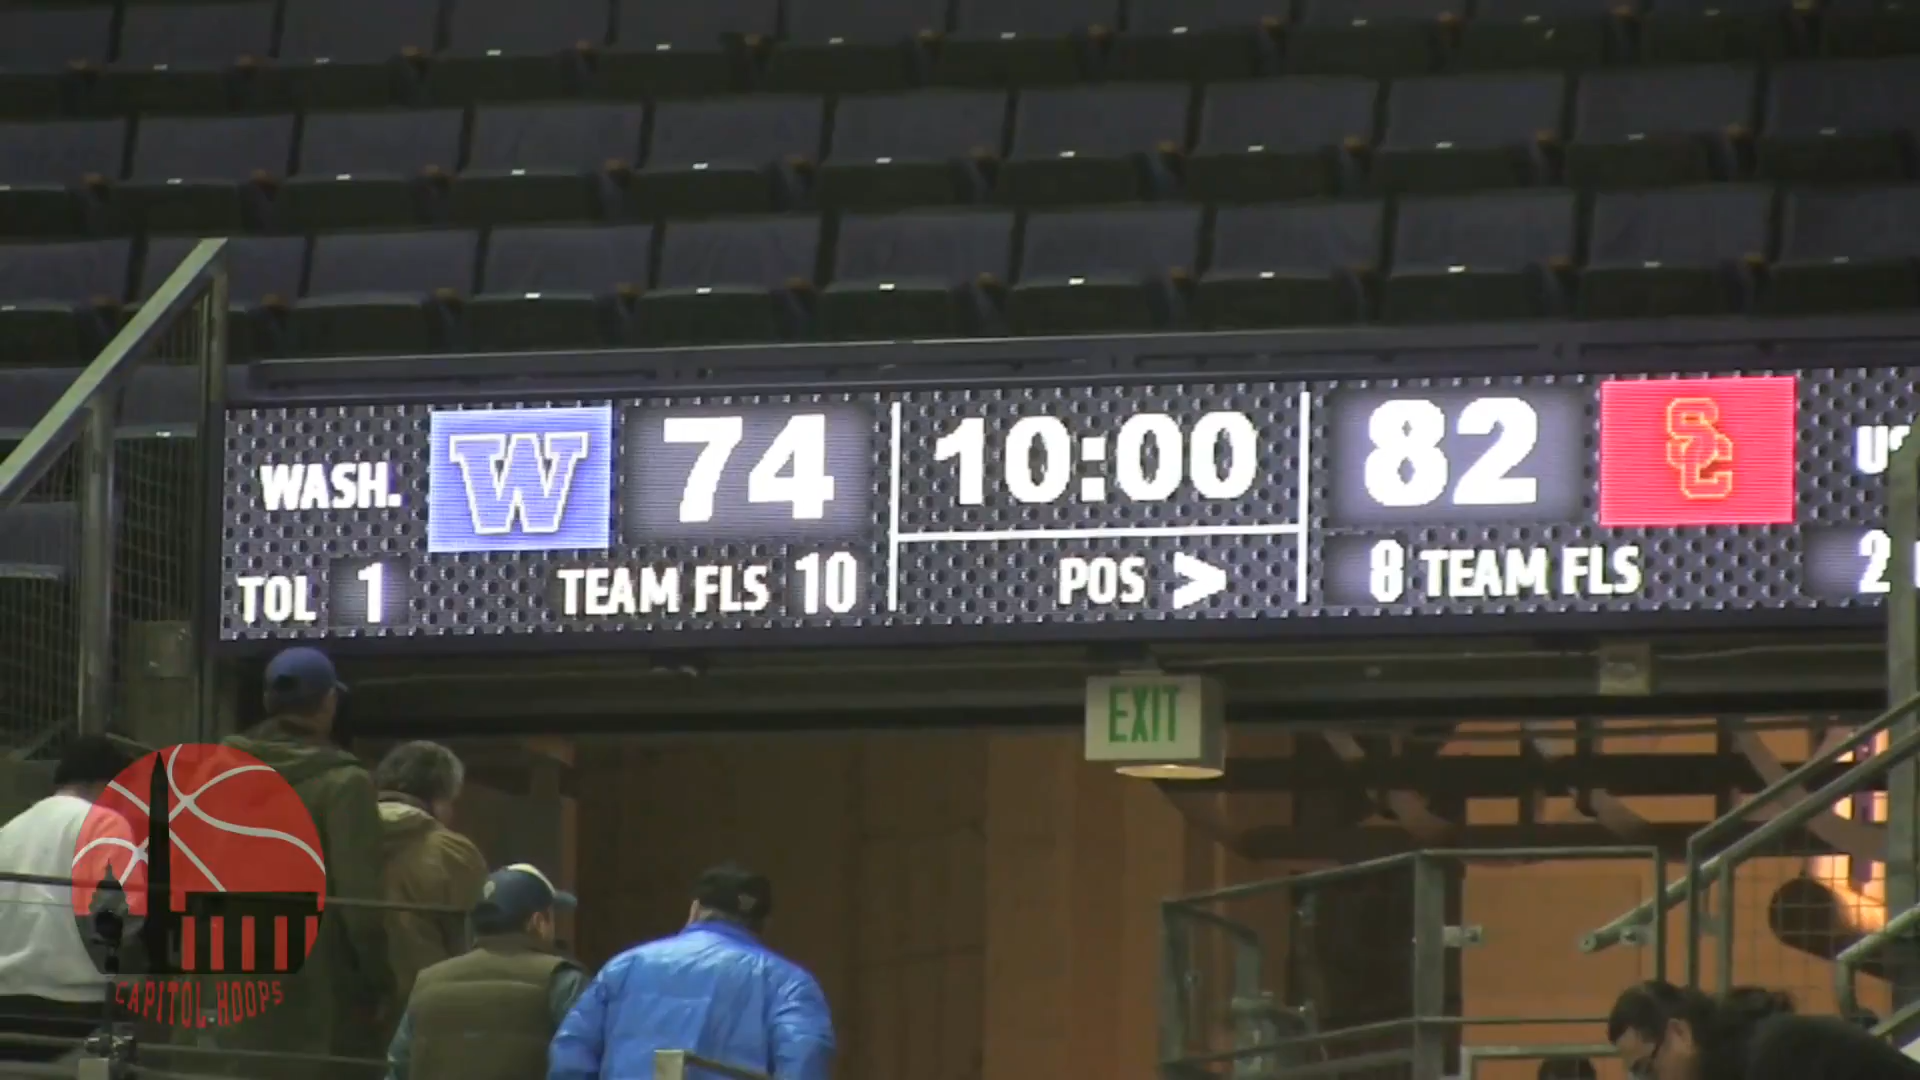 WASH. W 74 10:00 82 SC
TOL 1 TEAM FLS 10 POS > 8 TEAM FLS 2
EXIT
CAPITOL HOOPS